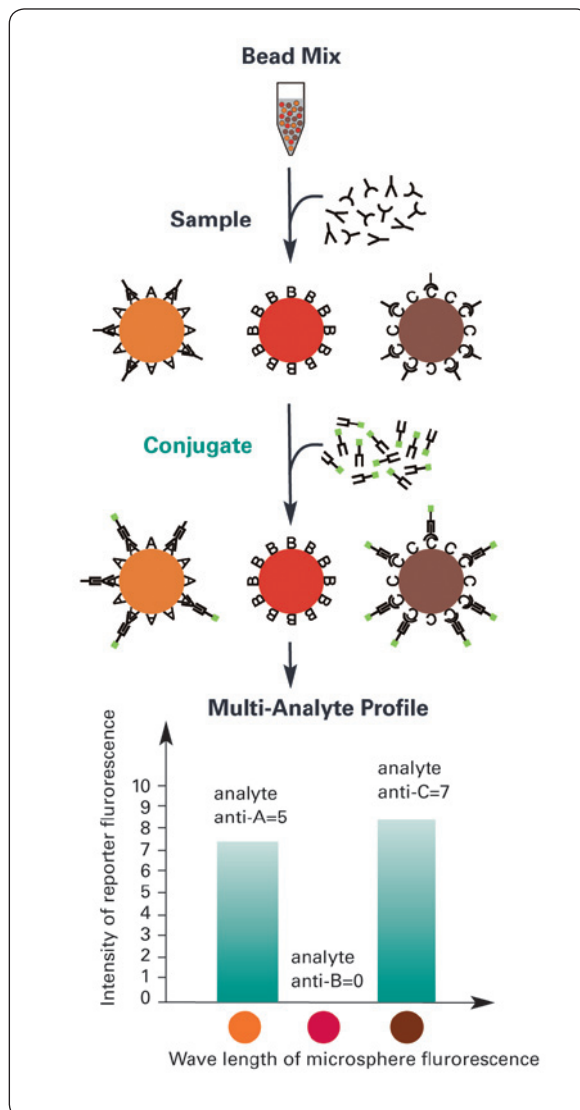 Bead Mix
Sample
A A A A A A A A A A A A
B B B B B B B B B B B B
C C C C C C C C C C C C
Conjugate
A A A A A A A A A A A A
B B B B B B B B B B B B
C C C C C C C C C C C C
Multi-Analyte Profile
Intensity of reporter flurorescence
10
9
8
7
6
5
4
3
2
1
0
analyte
anti-A=5
analyte
anti-B=0
analyte
anti-C=7
Wave length of microsphere flurorescence